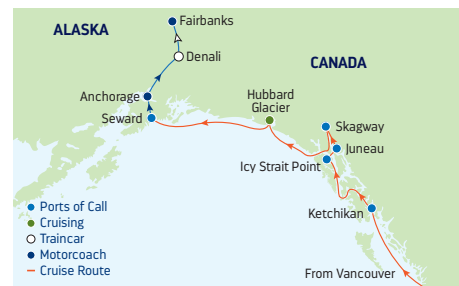 Fairbanks
ALASKA
Denali
CANADA
Anchorage
Hubbard
Glacier
Seward
Skagway
Juneau
Icy Strait Point
Ports of Call
Cruising
Traincar
Motorcoach
Cruise Route
Ketchikan
From Vancouver